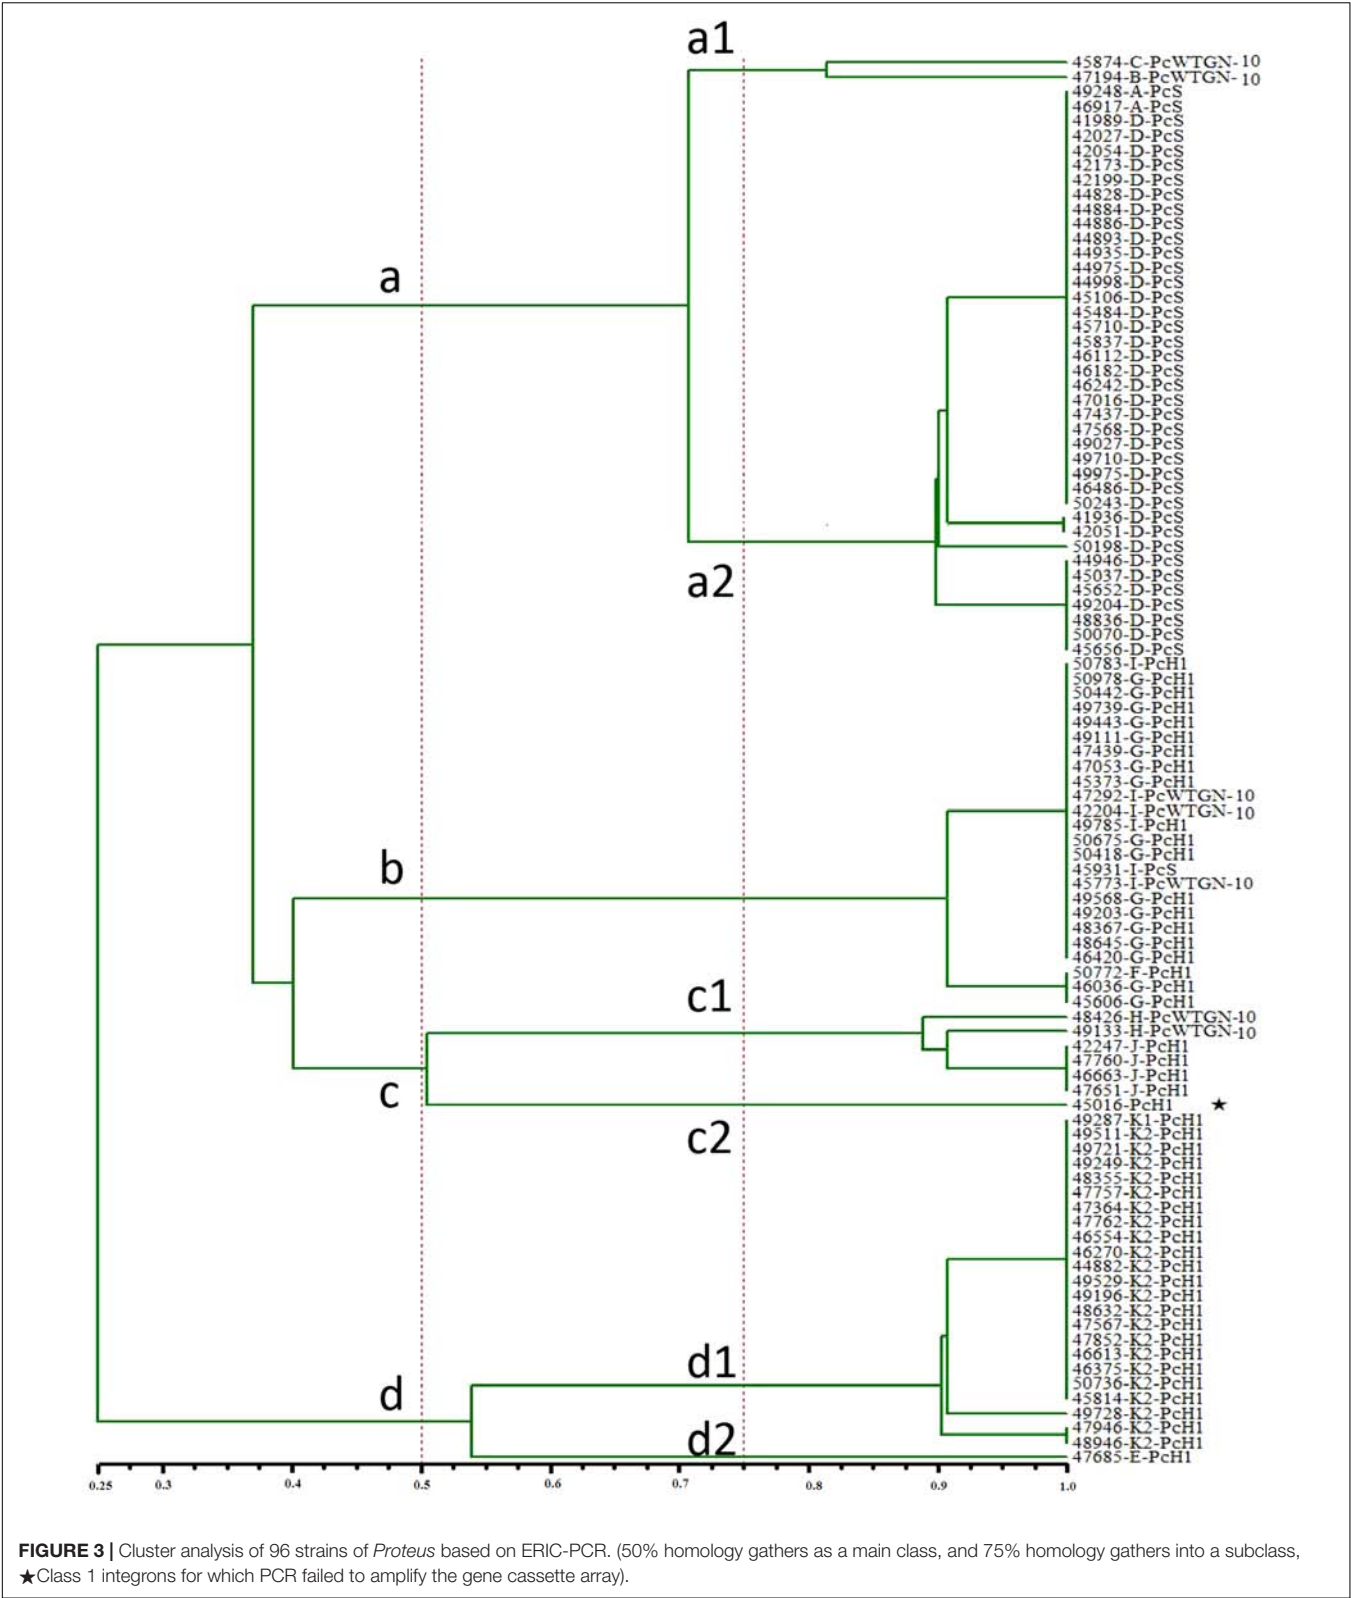 a1
45874-C-PcWTGN-10
47194-B-PcWTGN-10
49248-A-PcS
46917-A-PcS
41989-D-PcS
42027-D-PcS
42054-D-PcS
42173-D-PcS
42199-D-PcS
44828-D-PcS
44884-D-PcS
44886-D-PcS
44893-D-PcS
44935-D-PcS
44975-D-PcS
44998-D-PcS
a
45106-D-PcS
45484-D-PcS
45710-D-PcS
45837-D-PcS
46112-D-PcS
46182-D-PcS
46242-D-PcS
47016-D-PcS
47437-D-PcS
47568-D-PcS
49027-D-PcS
49710-D-PcS
49975-D-PcS
46486-D-PcS
50243-D-PcS
41936-D-PcS
42051-D-PcS
50198-D-PcS
44946-D-PcS
45037-D-PcS
a2
45652-D-PcS
49204-D-PcS
48836-D-PcS
50070-D-PcS
45656-D-PcS
50783-I-PcH1
50978-G-PcH1
50442-G-PcH1
49739-G-PcH1
49443-G-PcH1
49111-G-PcH1
47439-G-PcH1
47053-G-PcH1
45373-G-PcH1
47292-I-PcWTGN-10
42204-I-PcWTGN-10
49785-I-PcH1
50675-G-PcH1
50418-G-PcH1
b
45931-I-PcS
45773-I-PcWTGN-10
49568-G-PcH1
49203-G-PcH1
48367-G-PcH1
48645-G-PcH1
46420-G-PcH1
50772-F-PcH1
46036-G-PcH1
c1
45606-G-PcH1
48426-H-PcWTGN-10
49133-H-PcWTGN-10
42247-J-PcH1
47760-J-PcH1
46663-J-PcH1
47651-J-PcH1
c
45016-PcH1 ★
49287-K1-PcH1
49511-K2-PcH1
c2
49721-K2-PcH1
49249-K2-PcH1
48355-K2-PcH1
47757-K2-PcH1
47364-K2-PcH1
47762-K2-PcH1
46554-K2-PcH1
46270-K2-PcH1
44882-K2-PcH1
49529-K2-PcH1
49196-K2-PcH1
48632-K2-PcH1
47567-K2-PcH1
47852-K2-PcH1
46613-K2-PcH1
d1
46375-K2-PcH1
50736-K2-PcH1
d
45814-K2-PcH1
49728-K2-PcH1
47946-K2-PcH1
d2
48946-K2-PcH1
47685-E-PcH1
0.25 0.3 0.4 0.5 0.6 0.7 0.8 0.9 1.0
FIGURE 3 | Cluster analysis of 96 strains of Proteus based on ERIC-PCR. (50% homology gathers as a main class, and 75% homology gathers into a subclass,
★Class 1 integrons for which PCR failed to amplify the gene cassette array).